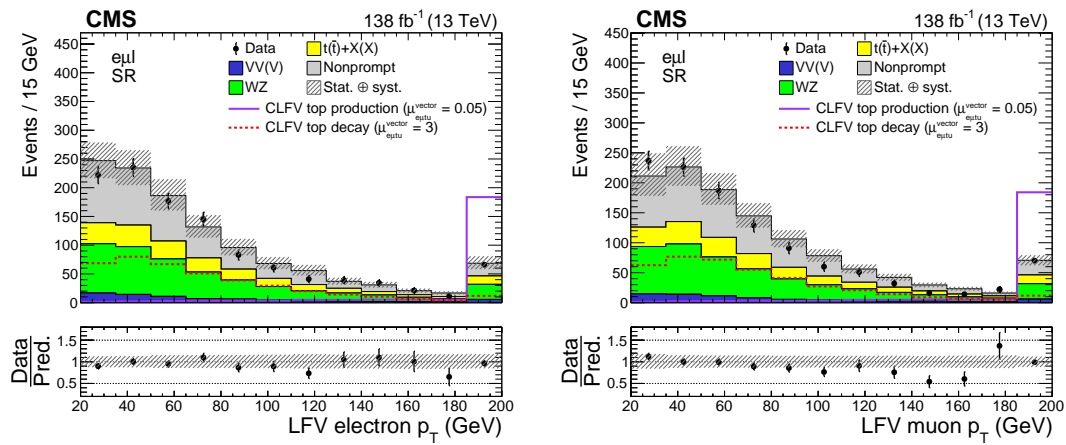 CMS 138 fb⁻¹ (13 TeV)
Events / 15 GeV
450
400
350
300
250
200
150
100
50
0
eμl
SR
Data t(t̄)+X(X)
VV(V) Nonprompt
WZ Stat. ⊕ syst.
CLFV top production (μ^vector_eμtu = 0.05)
CLFV top decay (μ^vector_eμtu = 3)
Data
Pred.
1.5
1
0.5
20 40 60 80 100 120 140 160 180 200
LFV electron p_T (GeV)
CMS 138 fb⁻¹ (13 TeV)
Events / 15 GeV
450
400
350
300
250
200
150
100
50
0
eμl
SR
Data t(t̄)+X(X)
VV(V) Nonprompt
WZ Stat. ⊕ syst.
CLFV top production (μ^vector_eμtu = 0.05)
CLFV top decay (μ^vector_eμtu = 3)
Data
Pred.
1.5
1
0.5
20 40 60 80 100 120 140 160 180 200
LFV muon p_T (GeV)